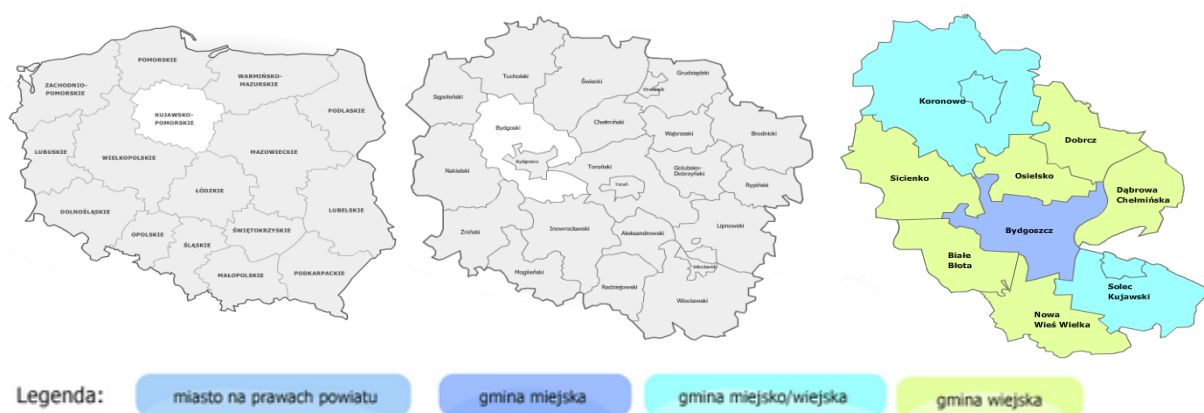 POMORSKIE
WARMIŃSKO-
MAZURSKIE
ZACHODNIO-
POMORSKIE
PODLASKIE
KUJAWSKO-
POMORSKIE
LUBUSKIE
WIELKOPOLSKIE
MAZOWIECKIE
ŁÓDZKIE
LUBELSKIE
DOLNOŚLĄSKIE
OPOLSKIE
ŚLĄSKIE
ŚWIĘTOKRZYSKIE
MAŁOPOLSKIE
PODKARPACKIE
Tucholski
Świecki
Grudziądzki
Grudziądz
Sępoleński
Bydgoski
Chełmiński
Wąbrzeski
Brodnicki
Bydgoszcz
Nakielski
Toruński
Golubsko-
Dobrzyński
Toruń
Rypiński
Żniński
Inowrocławski
Aleksandrowski
Lipnowski
Mogileński
Włocławek
Radziejowski
Włocławski
Koronowo
Dobrcz
Sicienko
Osielsko
Dąbrowa
Chełmińska
Bydgoszcz
Białe
Błota
Solec
Kujawski
Nowa
Wieś Wielka
Legenda:
miasto na prawach powiatu
gmina miejska
gmina miejsko/wiejska
gmina wiejska